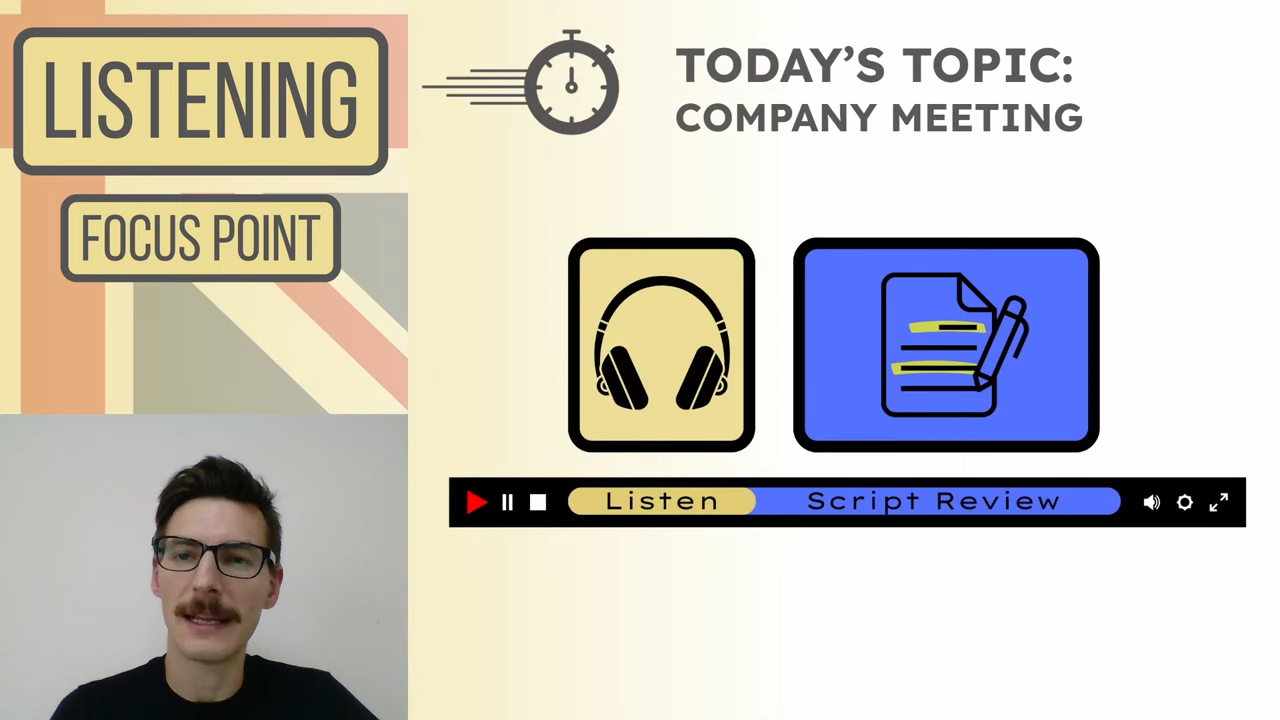 LISTENING
FOCUS POINT
TODAY’S TOPIC:
COMPANY MEETING
Listen
Script Review